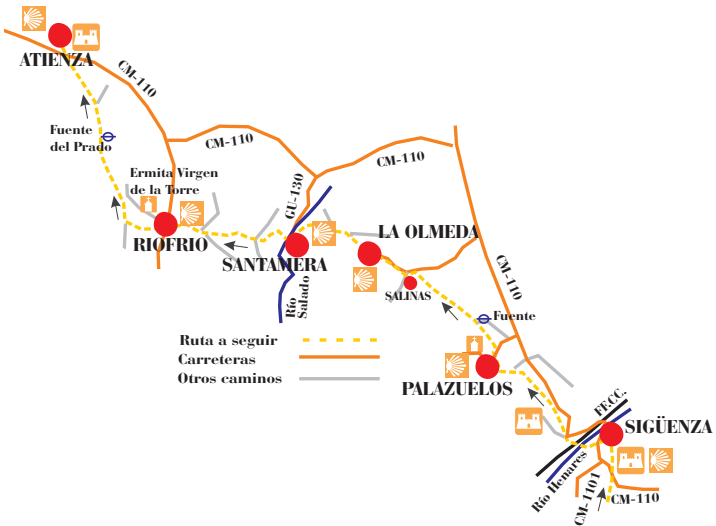 ATIENZA
CM-110
Fuente
del Prado
CM-110
CM-110
Ermita Virgen
de la Torre
GU-130
RIOFRIO
LA OLMEDA
SANTAMERA
CM-110
SALINAS
Río
Salado
Fuente
Ruta a seguir
Carreteras
Otros caminos
PALAZUELOS
FF.CC.
SIGÜENZA
Río Henares
CM-1101
CM-110